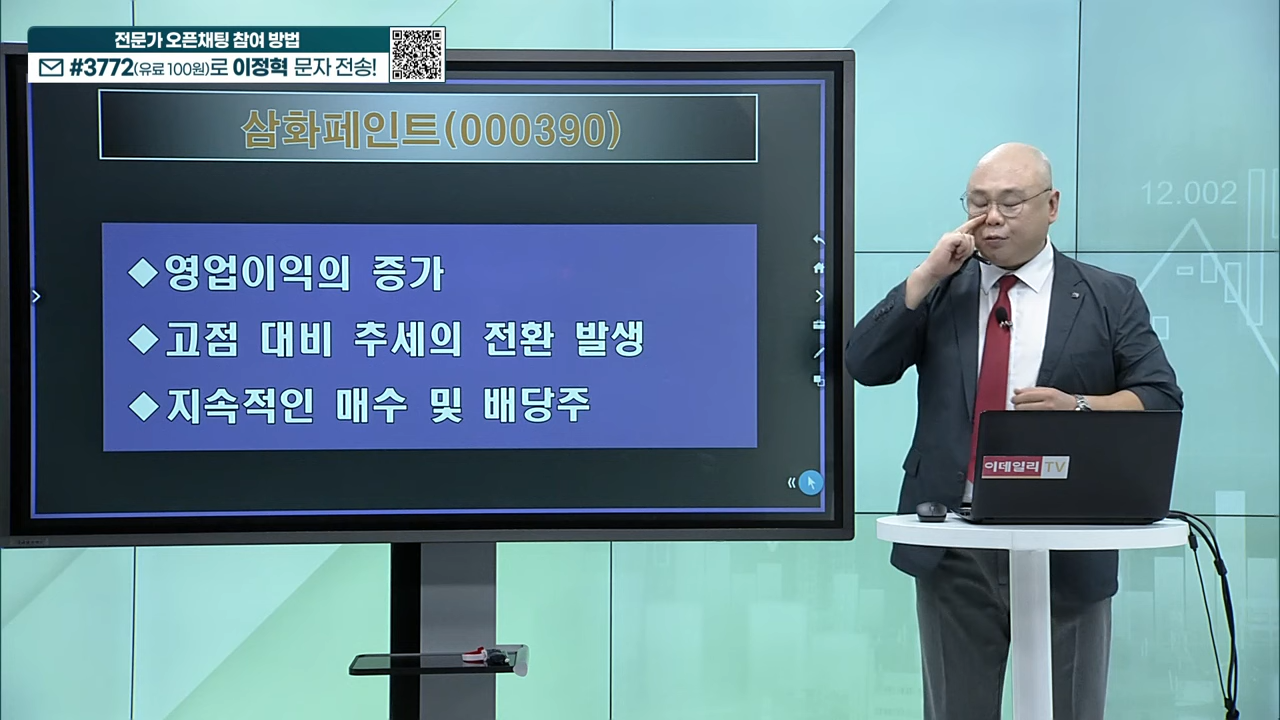 전문가 오픈채팅 참여 방법
#3772(유료 100원)로 이정혁 문자 전송!
삼화페인트(000390)
◆영업이익의 증가
◆고점 대비 추세의 전환 발생
◆지속적인 매수 및 배당주
12.002
이데일리 TV